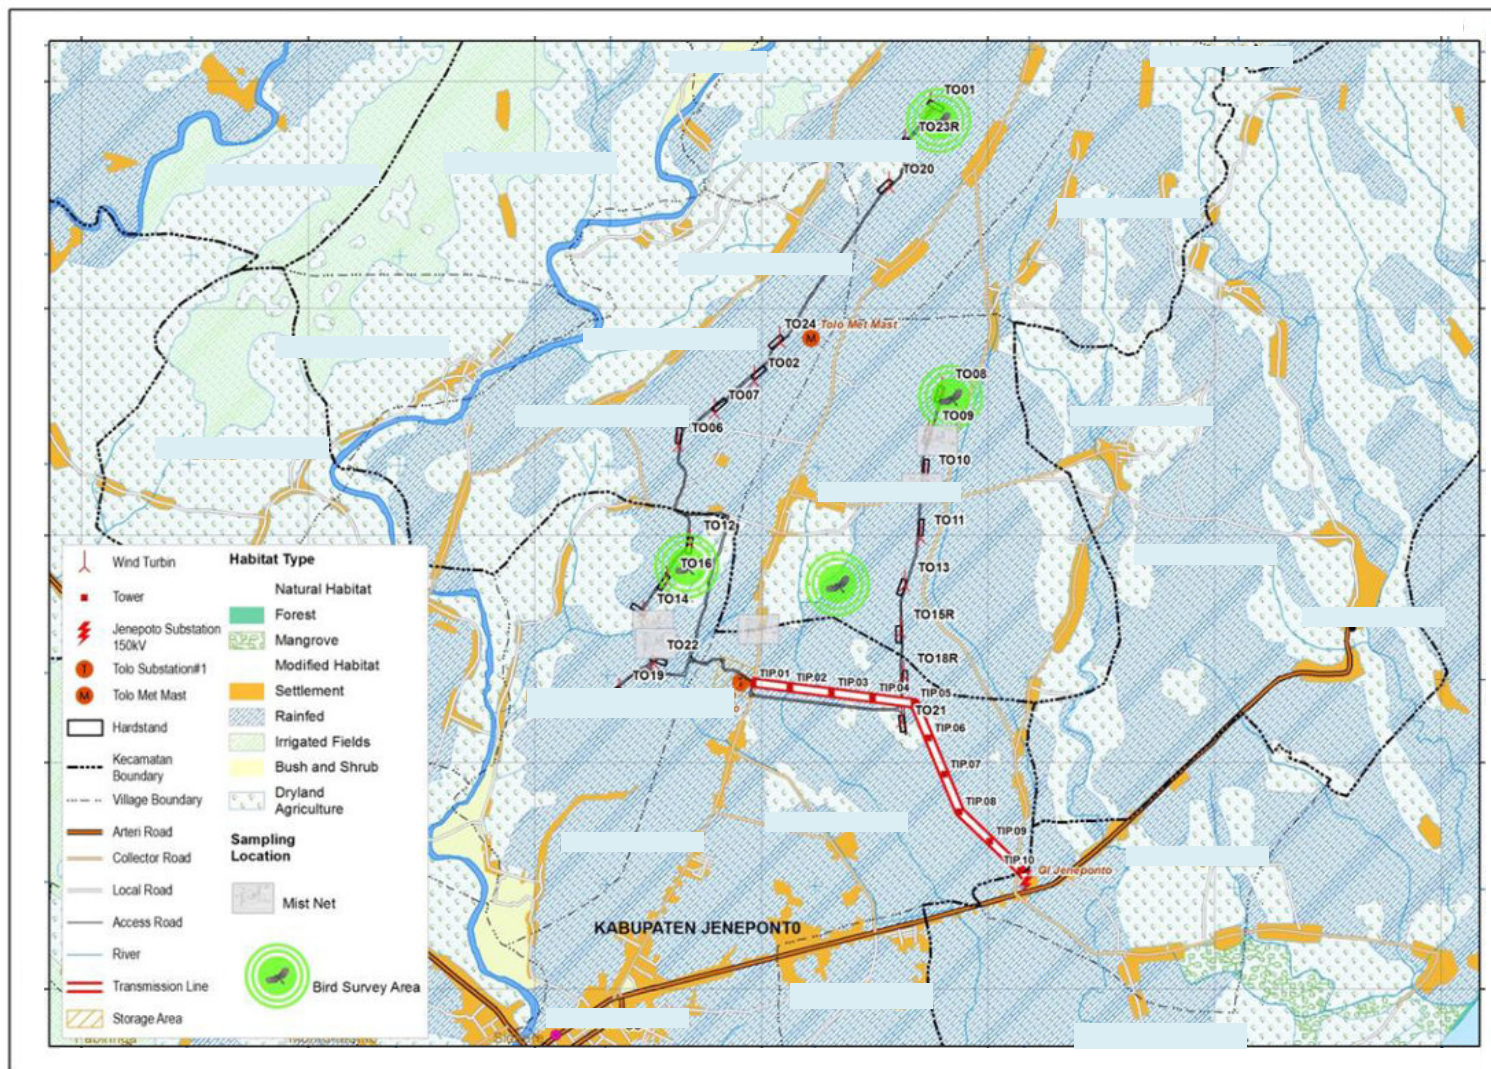 TO01
TO23R
TO20
TO24
Tolo Met Mast
M
TO02
TO07
TO06
TO08
TO09
TO10
TO11
TO12
TO16
TO14
TO13
TO15R
TO22
TO19
TO18R
TIP.01
TIP.02
TIP.03
TIP.04
TIP.05
TO21
TIP.06
TIP.07
TIP.08
TIP.09
TIP.10
GI Jeneponto
KABUPATEN JENEPONT0
Wind Turbin
Tower
Jenepoto Substation
150kV
T
Tolo Substation#1
M
Tolo Met Mast
Hardstand
Kecamatan
Boundary
Village Boundary
Arteri Road
Collector Road
Local Road
Access Road
River
Transmission Line
Storage Area
Habitat Type
Natural Habitat
Forest
Mangrove
Modified Habitat
Settlement
Rainfed
Irrigated Fields
Bush and Shrub
Dryland
Agriculture
Sampling
Location
Mist Net
Bird Survey Area